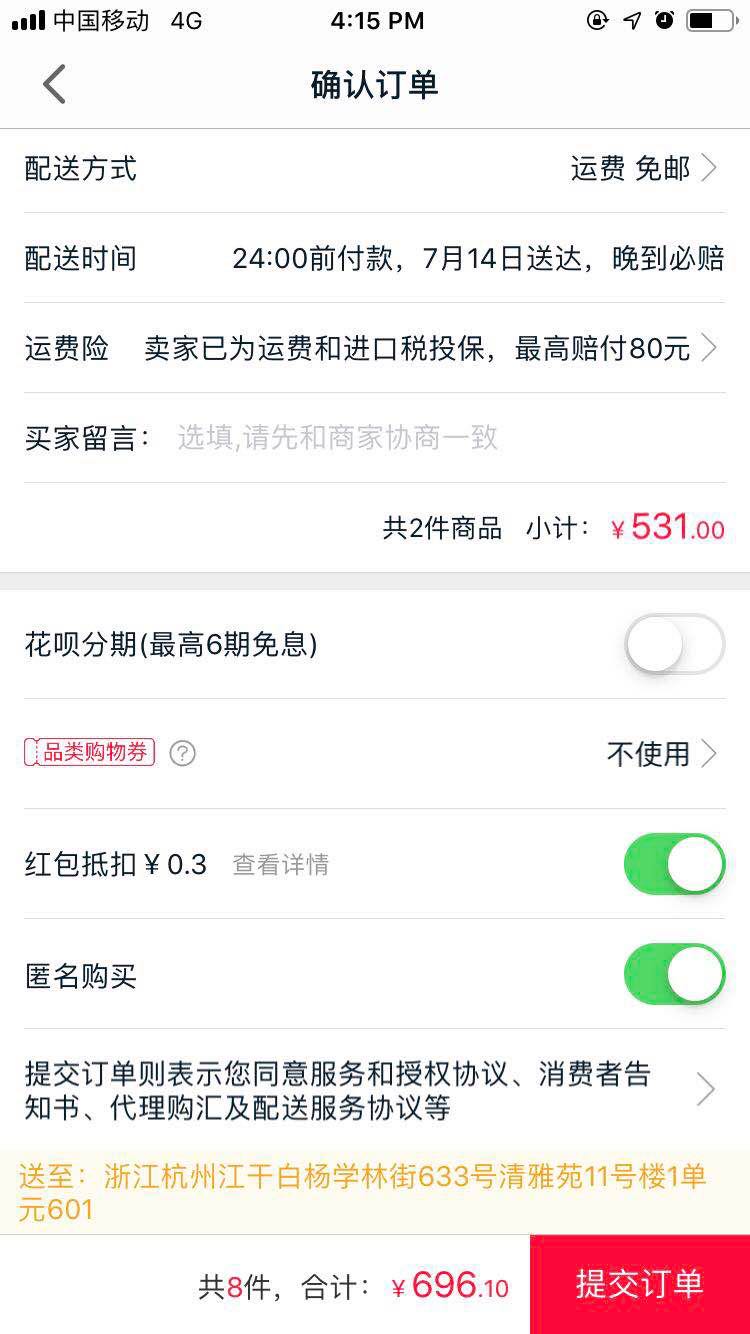 中国移动 4G 4:15 PM
确认订单
配送方式 运费 免邮
配送时间 24:00前付款，7月14日送达，晚到必赔
运费险 卖家已为运费和进口税投保，最高赔付80元
买家留言： 选填,请先和商家协商一致
共2件商品 小计：￥531.00
花呗分期(最高6期免息)
品类购物券 ? 不使用
红包抵扣￥0.3 查看详情
匿名购买
提交订单则表示您同意服务和授权协议、消费者告
知书、代理购汇及配送服务协议等
送至：浙江杭州江干白杨学林街633号清雅苑11号楼1单
元601
共8件，合计：￥696.10 提交订单